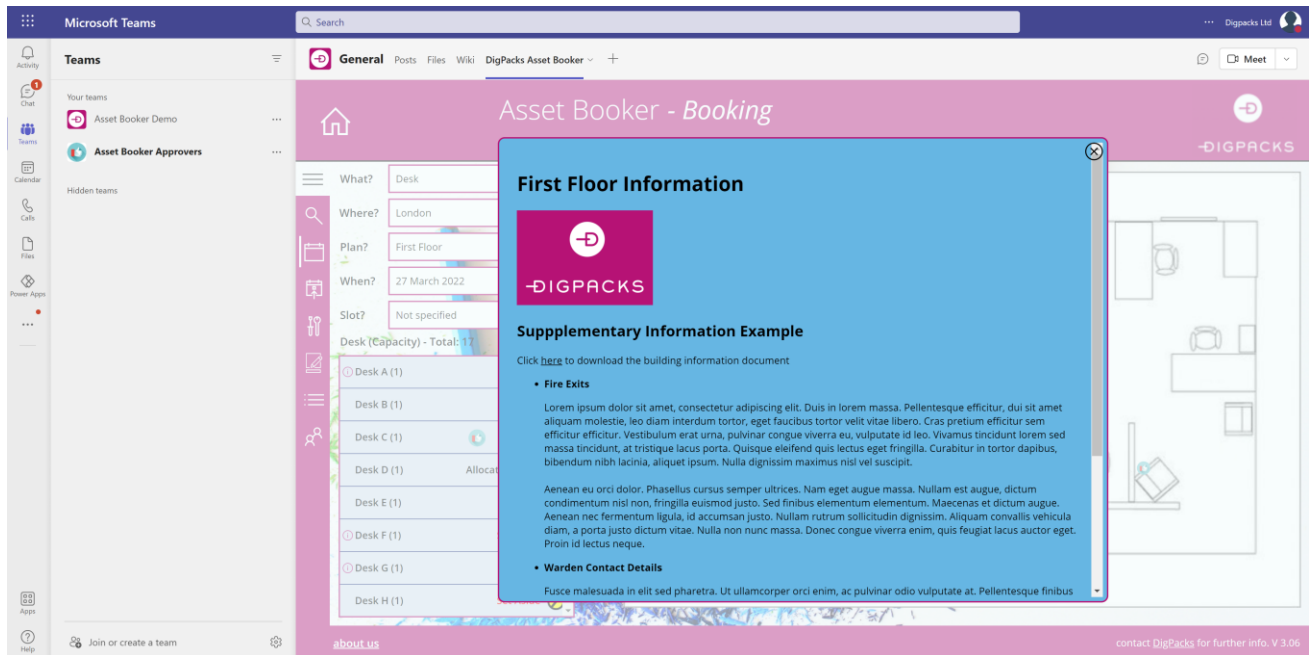 Microsoft Teams
Search
Digpacks Ltd
Activity
Chat
1
Teams
Calendar
Calls
Files
Power Apps
Apps
Help
Teams
Your teams
Asset Booker Demo
Asset Booker Approvers
Hidden teams
Join or create a team
General Posts Files Wiki DigPacks Asset Booker
Meet
Asset Booker - Booking
DIGPACKS
What? Desk
Where? London
Plan? First Floor
When? 27 March 2022
Slot? Not specified
Desk (Capacity) - Total: 17
Desk A (1)
Desk B (1)
Desk C (1)
Desk D (1)
Desk E (1)
Desk F (1)
Desk G (1)
Desk H (1)
First Floor Information
DIGPACKS
Suppplementary Information Example
Click here to download the building information document
• Fire Exits
Lorem ipsum dolor sit amet, consectetur adipiscing elit. Duis in lorem massa. Pellentesque efficitur, dui sit amet
aliquam molestie, leo diam interdum tortor, eget faucibus tortor velit vitae libero. Cras pretium efficitur sem
efficitur efficitur. Vestibulum erat urna, pulvinar congue viverra eu, vulputate id leo. Vivamus tincidunt lorem sed
massa tincidunt, at tristique lacus porta. Quisque eleifend quis lectus eget fringilla. Curabitur in tortor dapibus,
bibendum nibh lacinia, aliquet ipsum. Nulla dignissim maximus nisl vel suscipit.
Aenean eu orci dolor. Phasellus cursus semper ultrices. Nam eget augue massa. Nullam est augue, dictum
condimentum nisl non, fringilla euismod justo. Sed finibus elementum elementum. Maecenas et dictum augue.
Aenean nec fermentum ligula, id accumsan justo. Nullam rutrum sollicitudin dignissim. Aliquam convallis vehicula
diam, a porta justo dictum vitae. Nulla non nunc massa. Donec congue viverra enim, quis feugiat lacus auctor eget.
Proin id lectus neque.
• Warden Contact Details
Fusce malesuada in elit sed pharetra. Ut ullamcorper orci enim, ac pulvinar odio vulputate at. Pellentesque finibus
about us
contact DigPacks for further info. V 3.06